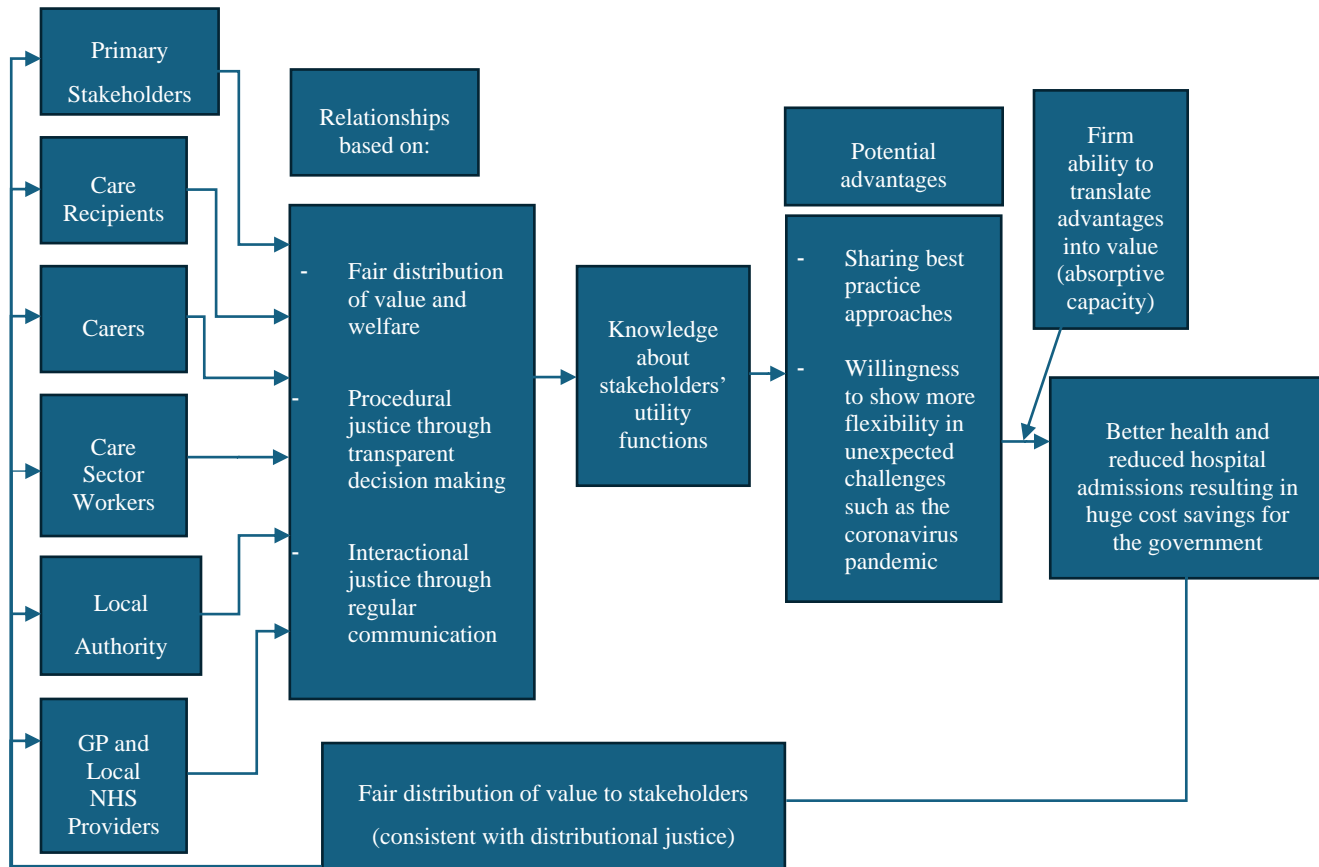 Primary
Stakeholders
Care
Recipients
Carers
Care
Sector
Workers
Local
Authority
GP and
Local
NHS
Providers
Relationships
based on:
- Fair distribution
of value and
welfare
- Procedural
justice through
transparent
decision making
- Interactional
justice through
regular
communication
Knowledge
about
stakeholders’
utility
functions
Potential
advantages
- Sharing best
practice
approaches
- Willingness
to show more
flexibility in
unexpected
challenges
such as the
coronavirus
pandemic
Firm
ability to
translate
advantages
into value
(absorptive
capacity)
Better health and
reduced hospital
admissions resulting in
huge cost savings for
the government
Fair distribution of value to stakeholders
(consistent with distributional justice)